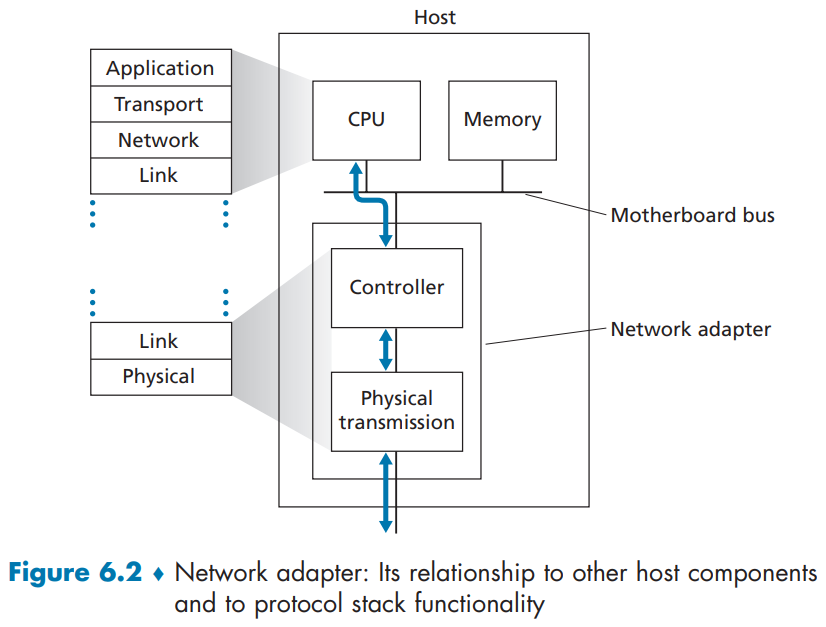 Host
Application
Transport
Network
Link
CPU
Memory
Motherboard bus
Controller
Network adapter
Link
Physical
Physical
transmission
Figure 6.2 ♦ Network adapter: Its relationship to other host components
and to protocol stack functionality